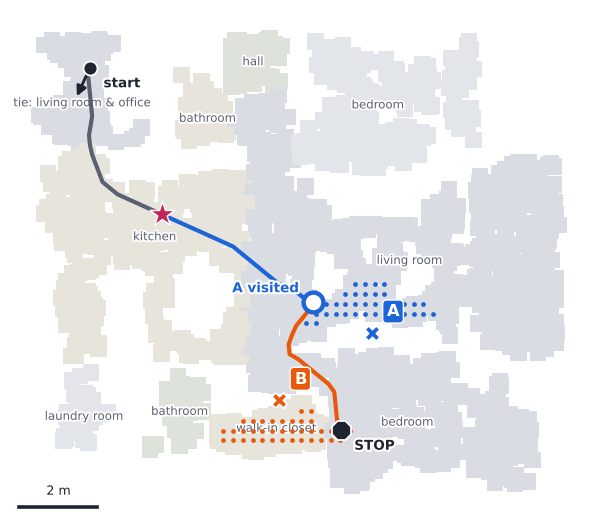 hall
start
tie: living room & office
bedroom
bathroom
kitchen
living room
A visited
A
B
laundry room
bathroom
walk-in closet
bedroom
STOP
2 m